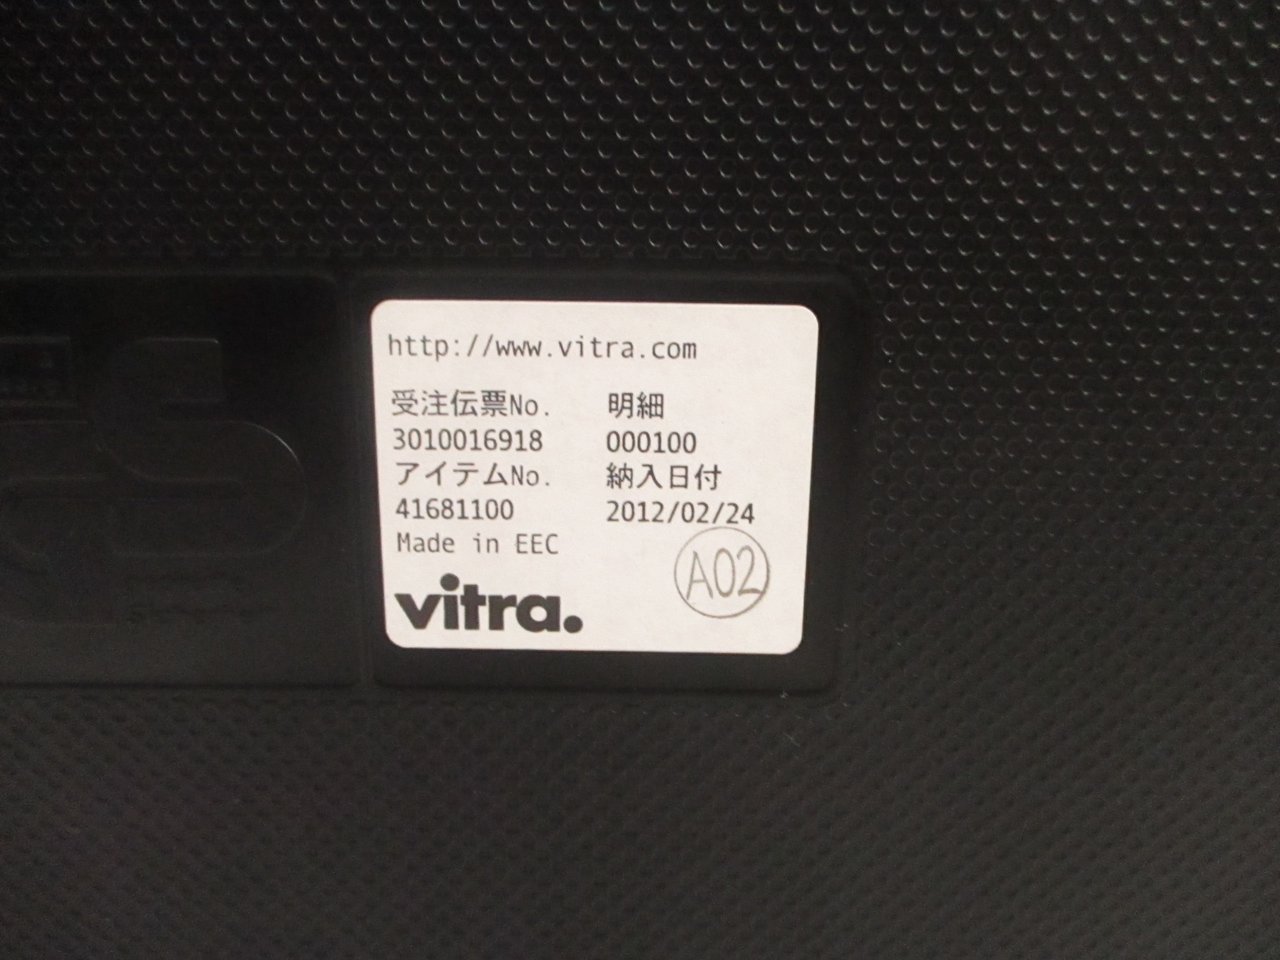 http://www.vitra.com
受注伝票No. 明細
3010016918 000100
アイテムNo. 納入日付
41681100 2012/02/24
Made in EEC
A02
vitra.